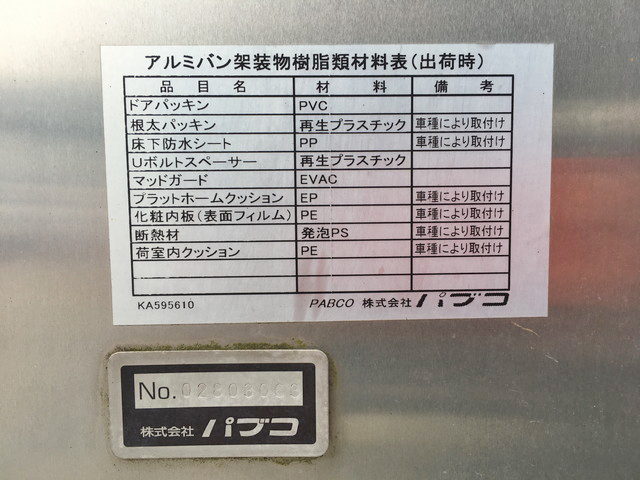 アルミバン架装物樹脂類材料表(出荷時)
品目名 材料 備考
ドアパッキン PVC
根太パッキン 再生プラスチック 車種により取付け
床下防水シート PP 車種により取付け
Uボルトスペーサー 再生プラスチック
マッドガード EVAC
プラットホームクッション EP 車種により取付け
化粧内板(表面フィルム) PE 車種により取付け
断熱材 発泡PS 車種により取付け
荷室内クッション PE 車種により取付け
KA595610 PABCO 株式会社 パブコ
No.
株式会社 パブコ